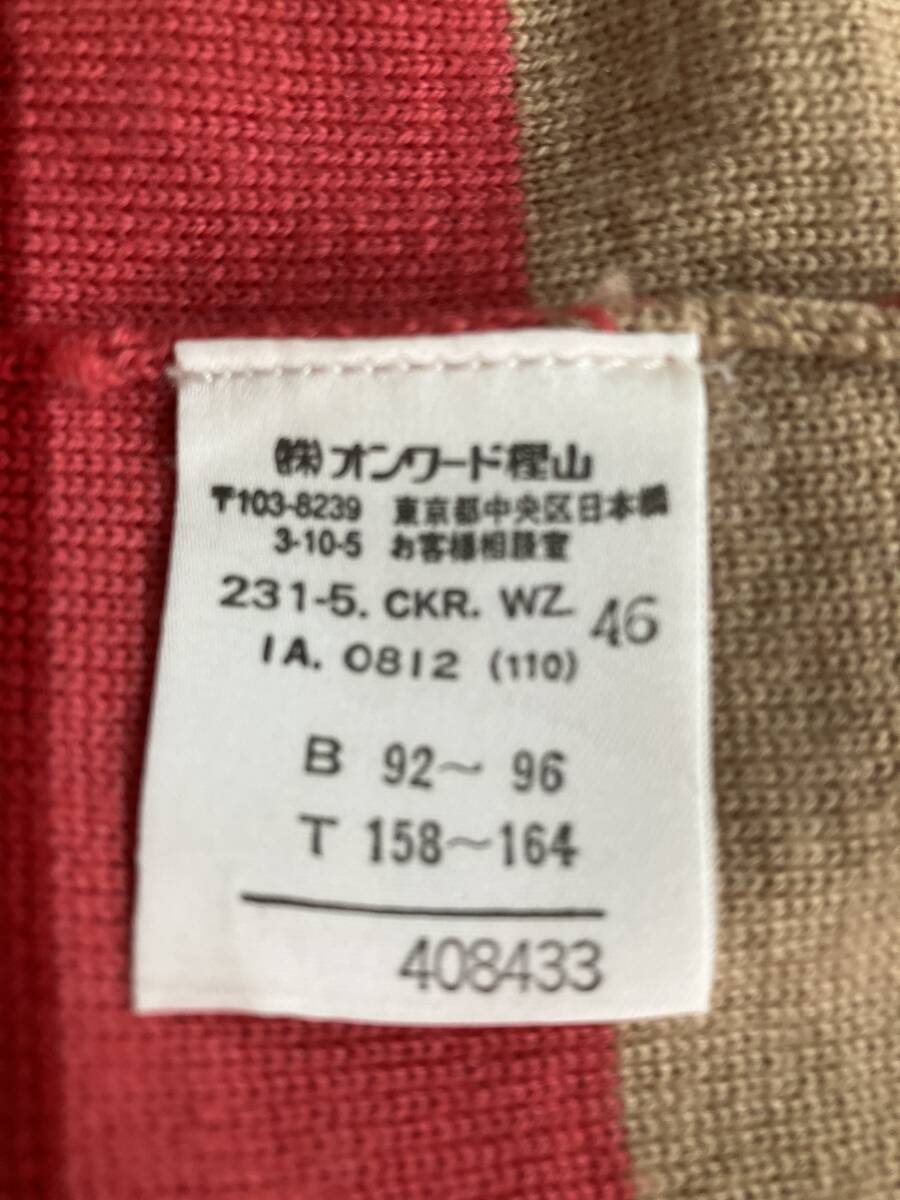 (株)オンワード樫山
〒103-8239 東京都中央区日本橋
3-10-5 お客様相談室
231-5. CKR. WZ. 46
1A. 0812 (110)
B 92～96
T 158～164
408433